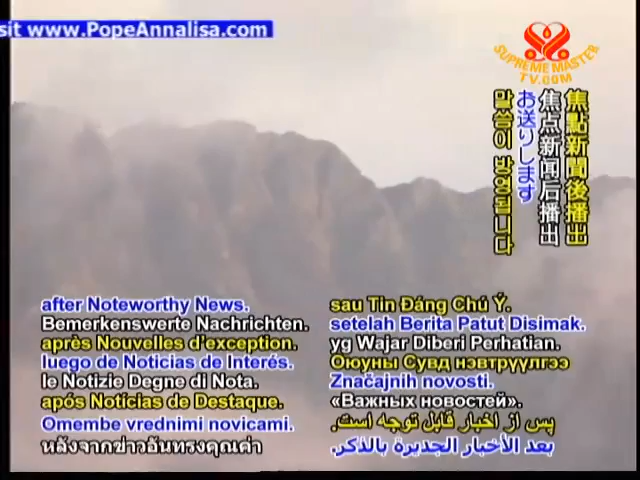 sit www.PopeAnnalisa.com
SUPREME MASTER
TV.COM
焦點新聞後播出
焦点新闻后播出
お送りします
말씀이 방영됩니다
after Noteworthy News.
Bemerkenswerte Nachrichten.
après Nouvelles d'exception.
luego de Noticias de Interés.
le Notizie Degne di Nota.
após Notícias de Destaque.
Omembe vrednimi novicami.
หลังจากข่าวอันทรงคุณค่า
sau Tin Đáng Chú Ý.
setelah Berita Patut Disimak.
yg Wajar Diberi Perhatian.
Оюуны Сувд нэвтрүүлгээ
Značajnih novosti.
«Важных новостей».
پس از اخبار قابل توجه است.
بعد الأخبار الجديرة بالذكر.